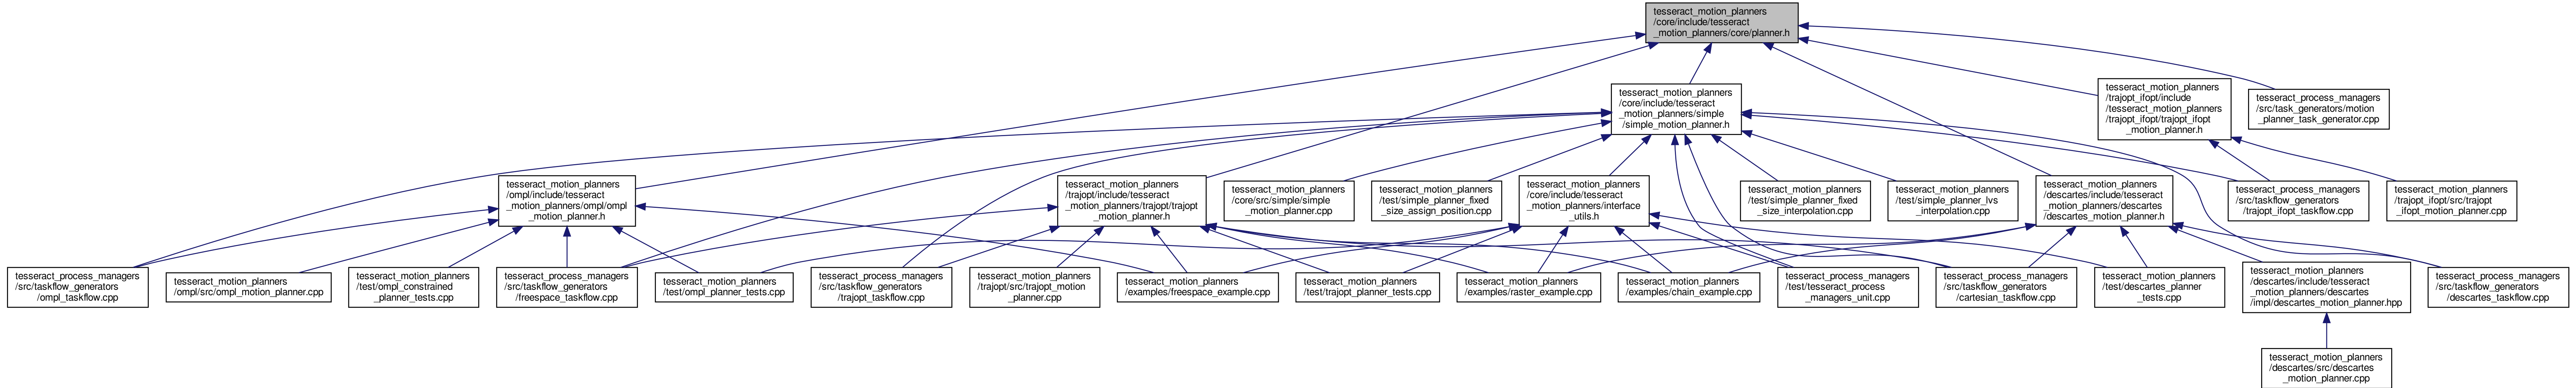 tesseract_motion_planners
/core/include/tesseract
_motion_planners/core/planner.h
tesseract_motion_planners
/core/include/tesseract
_motion_planners/simple
/simple_motion_planner.h
tesseract_motion_planners
/trajopt_ifopt/include
/tesseract_motion_planners
/trajopt_ifopt/trajopt_ifopt
_motion_planner.h
tesseract_process_managers
/src/task_generators/motion
_planner_task_generator.cpp
tesseract_motion_planners
/ompl/include/tesseract
_motion_planners/ompl/ompl
_motion_planner.h
tesseract_motion_planners
/trajopt/include/tesseract
_motion_planners/trajopt/trajopt
_motion_planner.h
tesseract_motion_planners
/core/src/simple/simple
_motion_planner.cpp
tesseract_motion_planners
/test/simple_planner_fixed
_size_assign_position.cpp
tesseract_motion_planners
/core/include/tesseract
_motion_planners/interface
_utils.h
tesseract_motion_planners
/test/simple_planner_fixed
_size_interpolation.cpp
tesseract_motion_planners
/test/simple_planner_lvs
_interpolation.cpp
tesseract_motion_planners
/descartes/include/tesseract
_motion_planners/descartes
/descartes_motion_planner.h
tesseract_process_managers
/src/taskflow_generators
/trajopt_ifopt_taskflow.cpp
tesseract_motion_planners
/trajopt_ifopt/src/trajopt
_ifopt_motion_planner.cpp
tesseract_process_managers
/src/taskflow_generators
/ompl_taskflow.cpp
tesseract_motion_planners
/ompl/src/ompl_motion_planner.cpp
tesseract_motion_planners
/test/ompl_constrained
_planner_tests.cpp
tesseract_process_managers
/src/taskflow_generators
/freespace_taskflow.cpp
tesseract_motion_planners
/test/ompl_planner_tests.cpp
tesseract_process_managers
/src/taskflow_generators
/trajopt_taskflow.cpp
tesseract_motion_planners
/trajopt/src/trajopt_motion
_planner.cpp
tesseract_motion_planners
/examples/freespace_example.cpp
tesseract_motion_planners
/test/trajopt_planner_tests.cpp
tesseract_motion_planners
/examples/raster_example.cpp
tesseract_motion_planners
/examples/chain_example.cpp
tesseract_process_managers
/test/tesseract_process
_managers_unit.cpp
tesseract_process_managers
/src/taskflow_generators
/cartesian_taskflow.cpp
tesseract_motion_planners
/test/descartes_planner
_tests.cpp
tesseract_motion_planners
/descartes/include/tesseract
_motion_planners/descartes
/impl/descartes_motion_planner.hpp
tesseract_process_managers
/src/taskflow_generators
/descartes_taskflow.cpp
tesseract_motion_planners
/descartes/src/descartes
_motion_planner.cpp